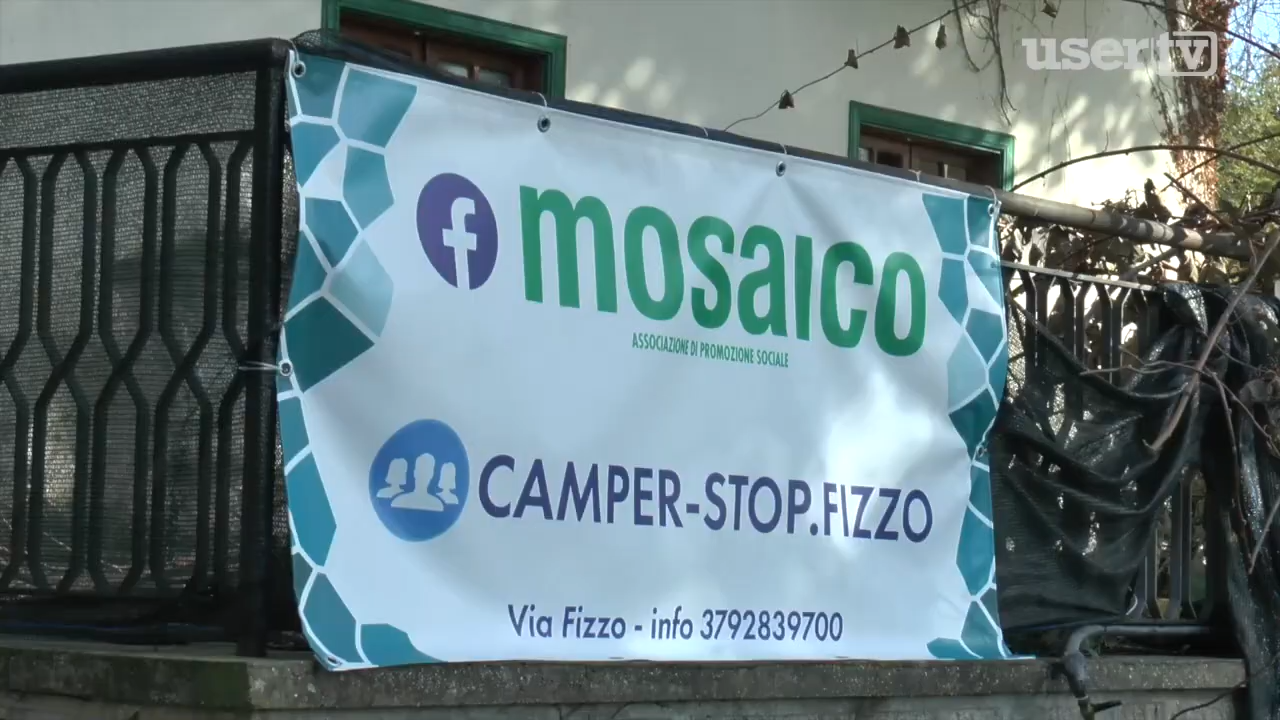 usertv
mosaico
ASSOCIAZIONE DI PROMOZIONE SOCIALE
CAMPER-STOP.FIZZO
Via Fizzo - info 3792839700